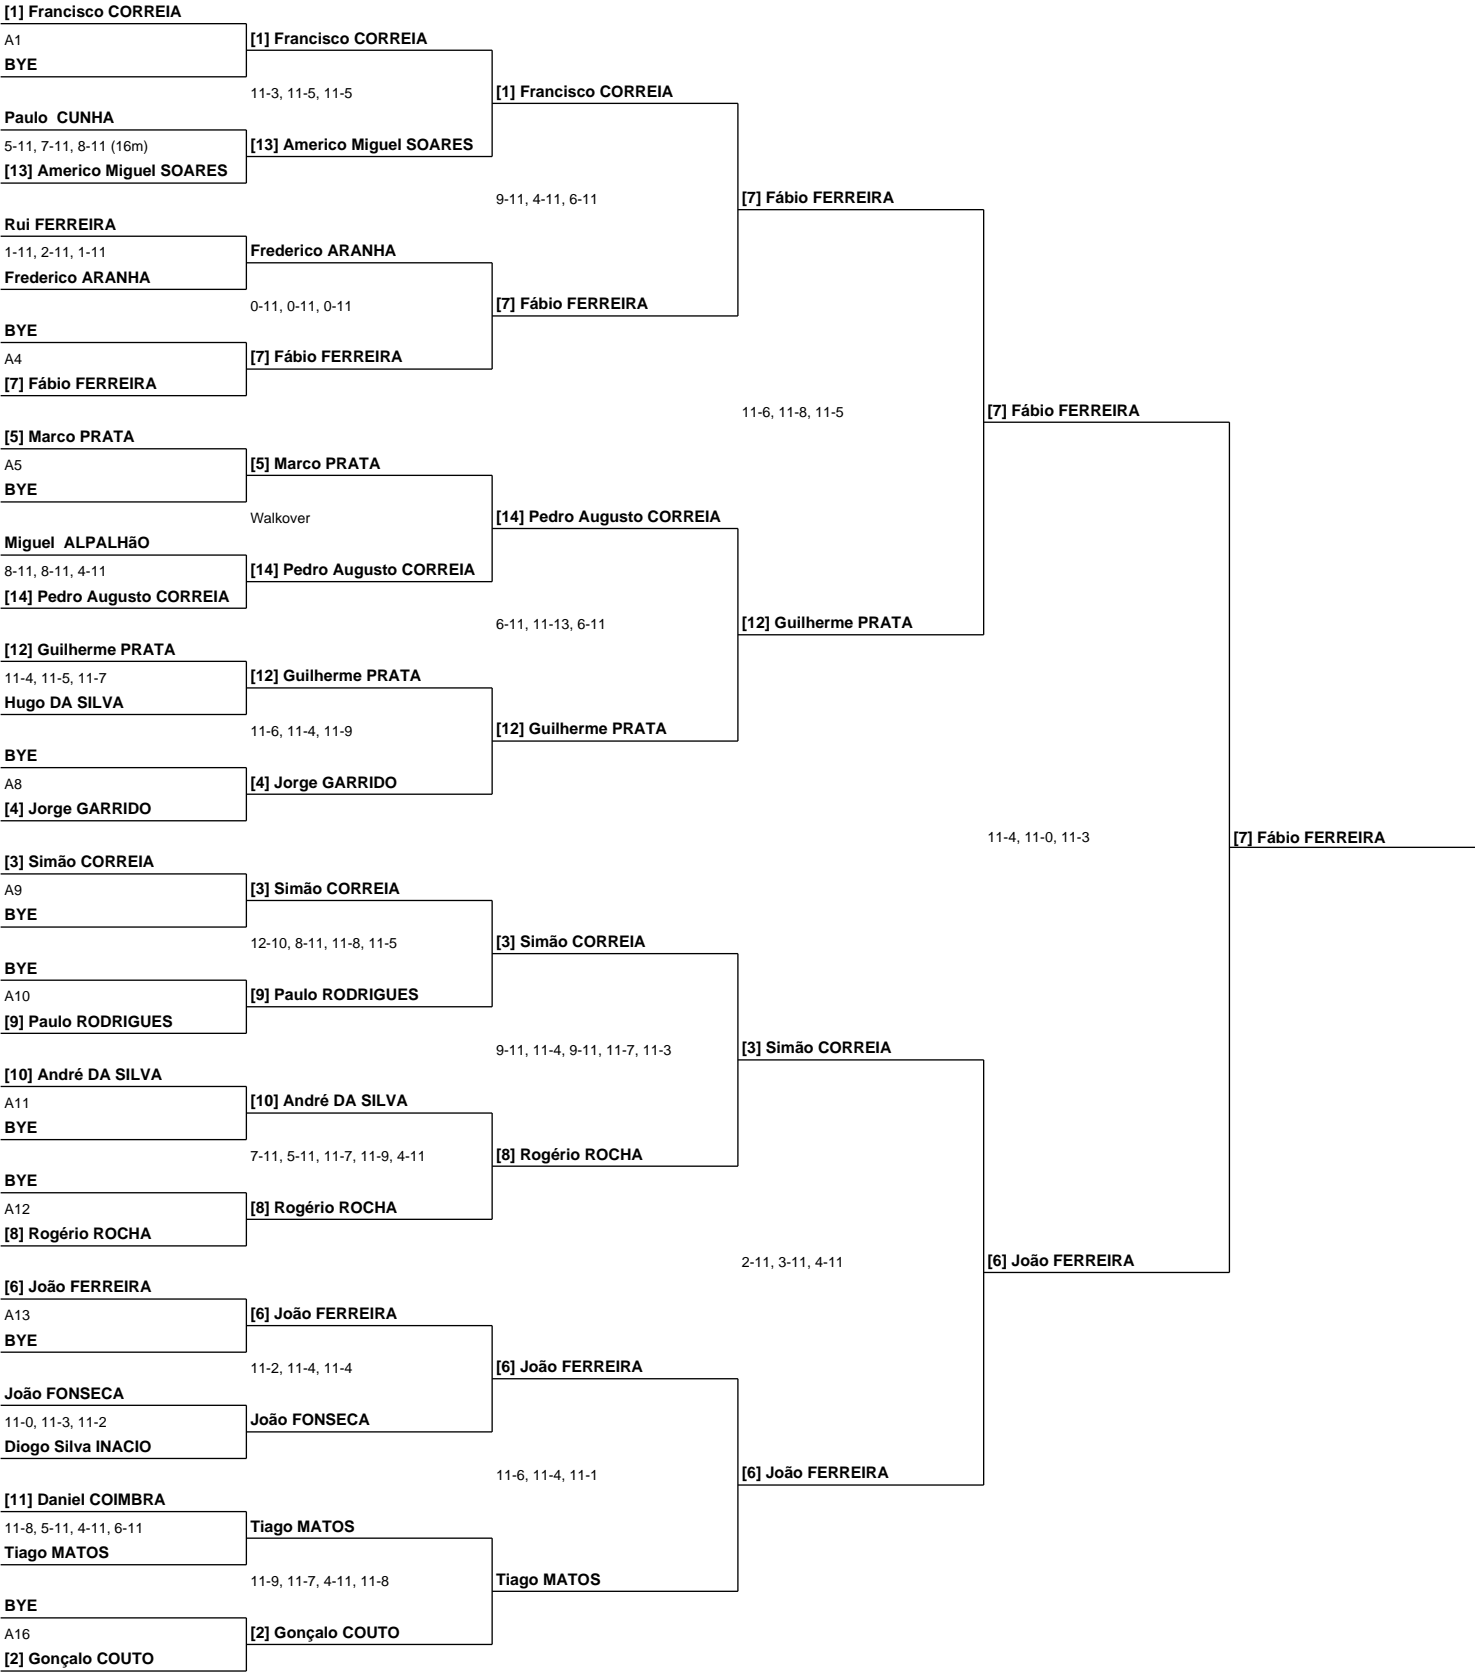 [1] Francisco CORREIA
A1
[1] Francisco CORREIA
BYE
11-3, 11-5, 11-5
[1] Francisco CORREIA
Paulo  CUNHA
5-11, 7-11, 8-11 (16m)
[13] Americo Miguel SOARES
[13] Americo Miguel SOARES
9-11, 4-11, 6-11
[7] Fábio FERREIRA
Rui FERREIRA
1-11, 2-11, 1-11
Frederico ARANHA
Frederico ARANHA
0-11, 0-11, 0-11
[7] Fábio FERREIRA
BYE
A4
[7] Fábio FERREIRA
[7] Fábio FERREIRA
11-6, 11-8, 11-5
[7] Fábio FERREIRA
[5] Marco PRATA
A5
[5] Marco PRATA
BYE
Walkover
[14] Pedro Augusto CORREIA
Miguel  ALPALHãO
8-11, 8-11, 4-11
[14] Pedro Augusto CORREIA
[14] Pedro Augusto CORREIA
6-11, 11-13, 6-11
[12] Guilherme PRATA
[12] Guilherme PRATA
11-4, 11-5, 11-7
[12] Guilherme PRATA
Hugo DA SILVA
11-6, 11-4, 11-9
[12] Guilherme PRATA
BYE
A8
[4] Jorge GARRIDO
[4] Jorge GARRIDO
11-4, 11-0, 11-3
[7] Fábio FERREIRA
[3] Simão CORREIA
A9
[3] Simão CORREIA
BYE
12-10, 8-11, 11-8, 11-5
[3] Simão CORREIA
BYE
A10
[9] Paulo RODRIGUES
[9] Paulo RODRIGUES
9-11, 11-4, 9-11, 11-7, 11-3
[3] Simão CORREIA
[10] André DA SILVA
A11
[10] André DA SILVA
BYE
7-11, 5-11, 11-7, 11-9, 4-11
[8] Rogério ROCHA
BYE
A12
[8] Rogério ROCHA
[8] Rogério ROCHA
2-11, 3-11, 4-11
[6] João FERREIRA
[6] João FERREIRA
A13
[6] João FERREIRA
BYE
11-2, 11-4, 11-4
[6] João FERREIRA
João FONSECA
11-0, 11-3, 11-2
João FONSECA
Diogo Silva INACIO
11-6, 11-4, 11-1
[6] João FERREIRA
[11] Daniel COIMBRA
11-8, 5-11, 4-11, 6-11
Tiago MATOS
Tiago MATOS
11-9, 11-7, 4-11, 11-8
Tiago MATOS
BYE
A16
[2] Gonçalo COUTO
[2] Gonçalo COUTO